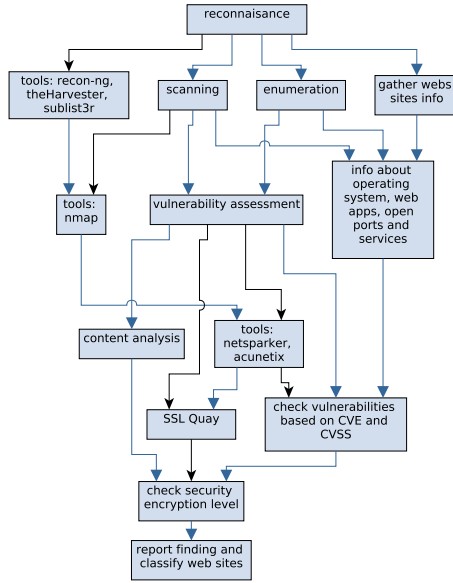 reconnaisance
tools: recon-ng,
theHarvester,
sublist3r
scanning
enumeration
gather webs
sites info
tools:
nmap
vulnerability assessment
info about
operating
system, web
apps, open
ports and
services
content analysis
tools:
netsparker,
acunetix
SSL Quay
check vulnerabilities
based on CVE and
CVSS
check security
encryption level
report finding and
classify web sites